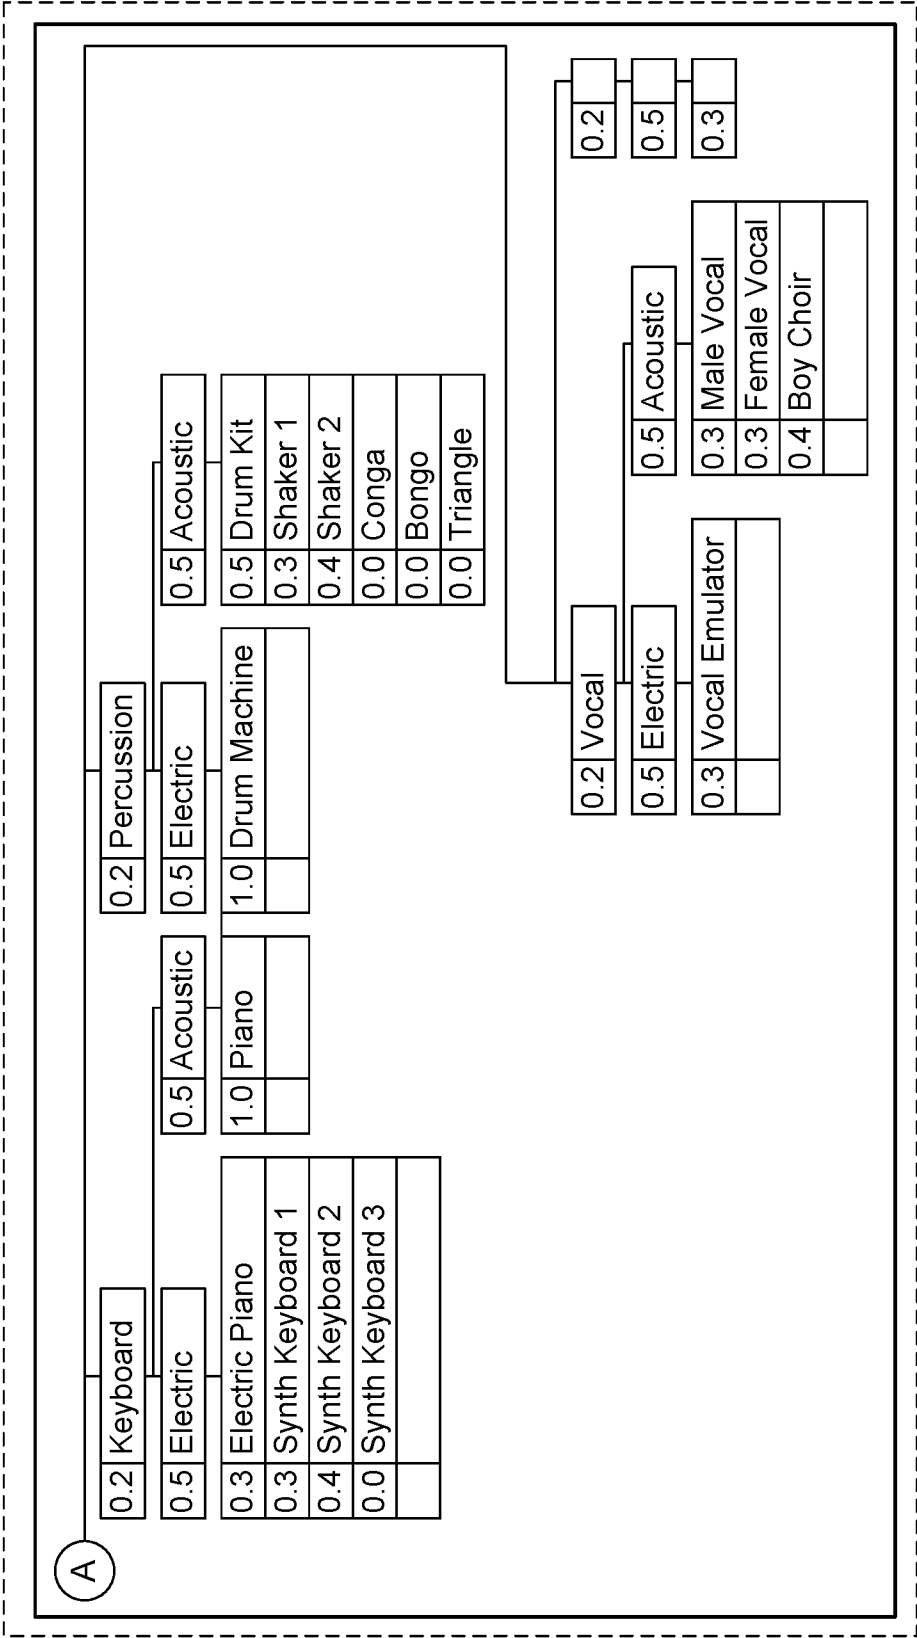 A
0.2 Keyboard
0.5 Electric
0.3 Electric Piano
0.3 Synth Keyboard 1
0.4 Synth Keyboard 2
0.0 Synth Keyboard 3
0.5 Acoustic
1.0 Piano
0.2 Percussion
0.5 Electric
1.0 Drum Machine
0.5 Acoustic
0.5 Drum Kit
0.3 Shaker 1
0.4 Shaker 2
0.0 Conga
0.0 Bongo
0.0 Triangle
0.2 Vocal
0.5 Electric
0.3 Vocal Emulator
0.5 Acoustic
0.3 Male Vocal
0.3 Female Vocal
0.4 Boy Choir
0.2
0.5
0.3